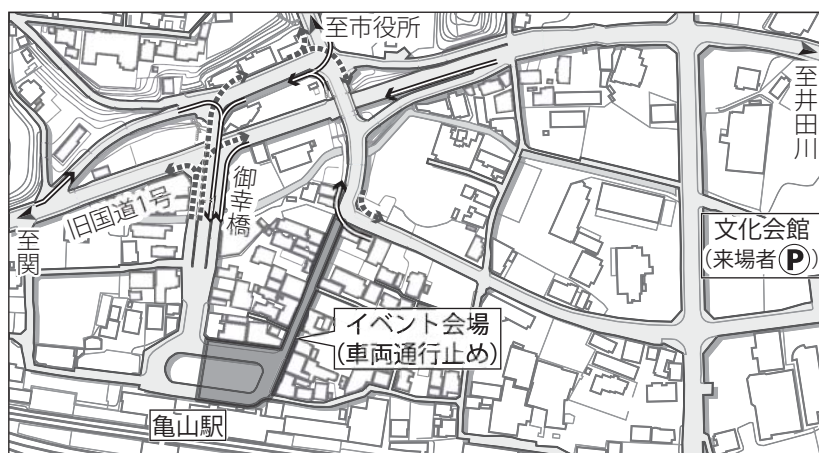 至市役所
至井田川
御幸橋
旧国道1号
至関
文化会館
(来場者P)
イベント会場
(車両通行止め)
亀山駅